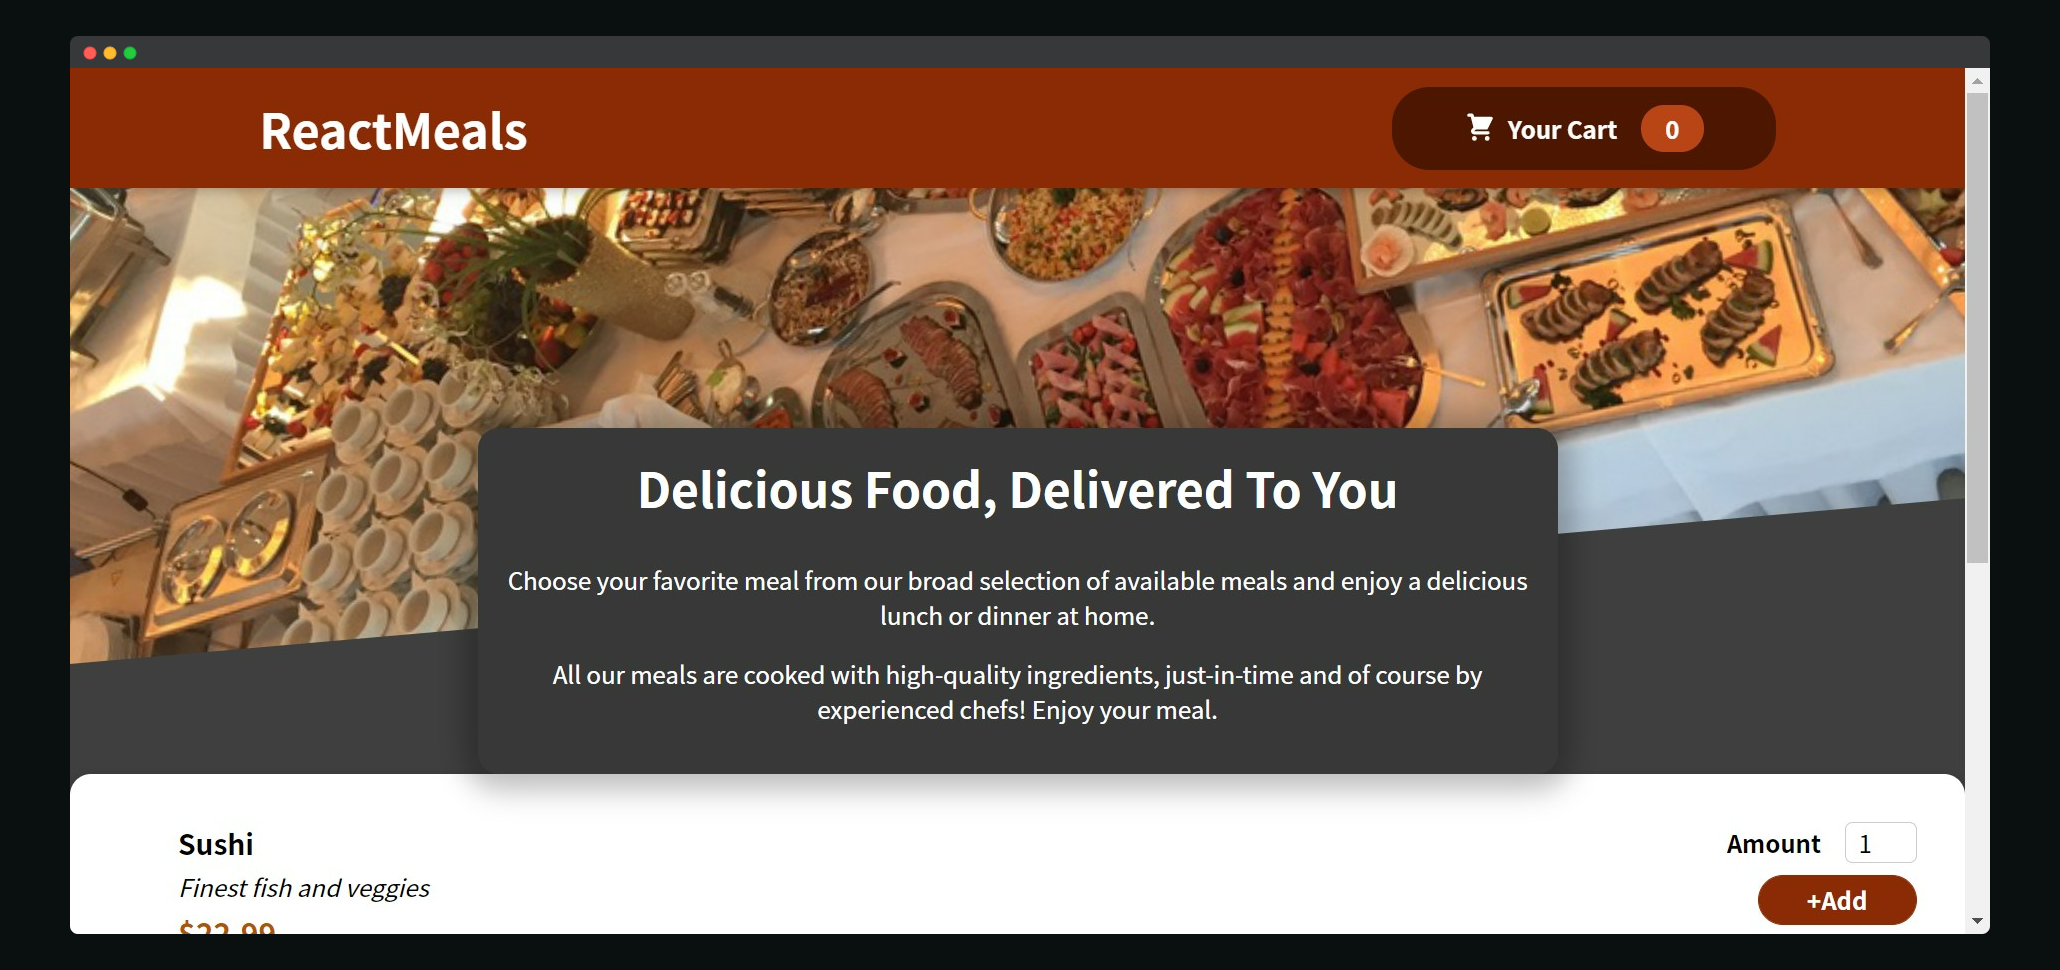 ReactMeals
Your Cart 0
Delicious Food, Delivered To You
Choose your favorite meal from our broad selection of available meals and enjoy a delicious
lunch or dinner at home.
All our meals are cooked with high-quality ingredients, just-in-time and of course by
experienced chefs! Enjoy your meal.
Sushi
Finest fish and veggies
$22.99
Amount 1
+Add